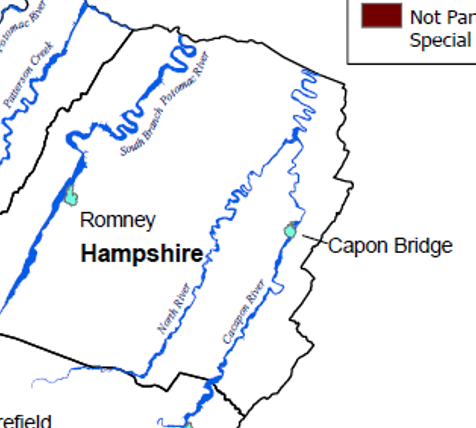 Not Par
Special
Potomac River
Patterson Creek
South Branch Potomac River
Romney
Hampshire
Capon Bridge
North River
Cacapon River
refield